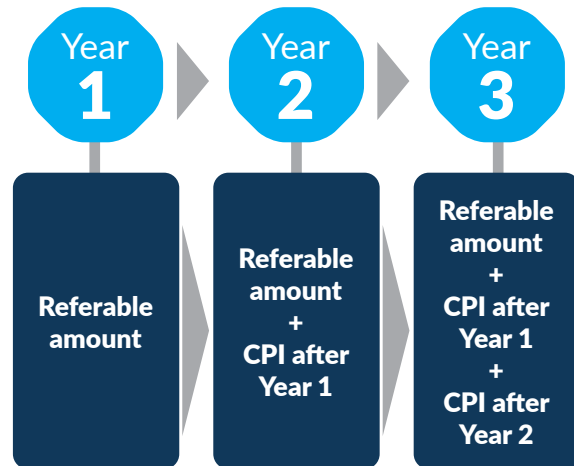 Year
1
Year
2
Year
3
Referable
amount
Referable
amount
+
CPI after
Year 1
Referable
amount
+
CPI after
Year 1
+
CPI after
Year 2